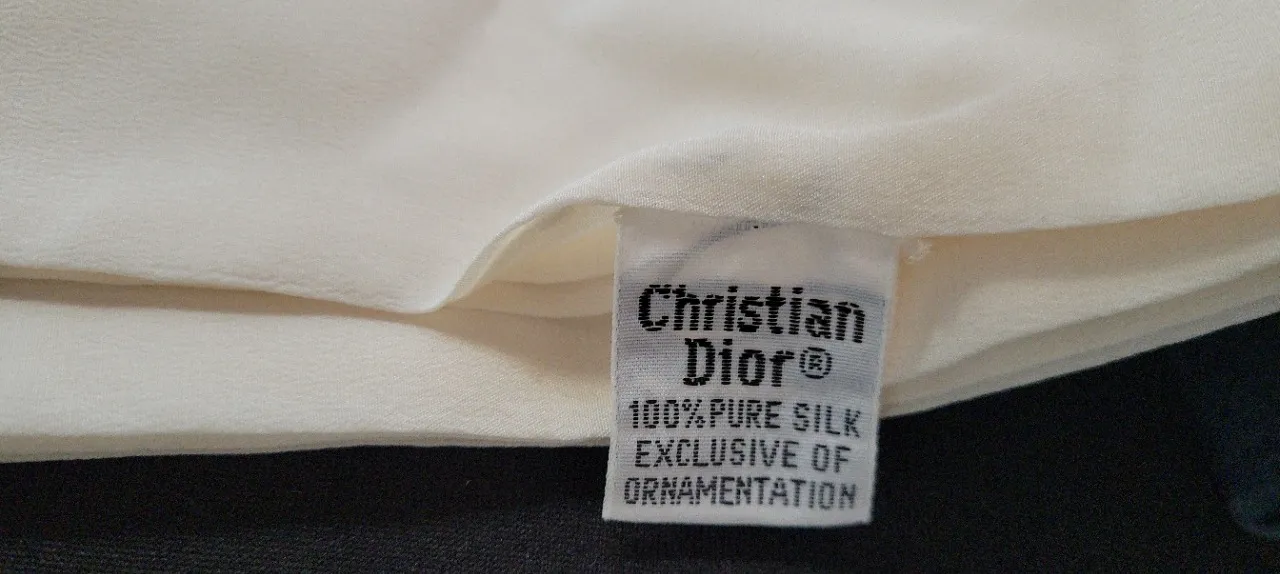 Christian
Dior®
100% PURE SILK
EXCLUSIVE OF
ORNAMENTATION